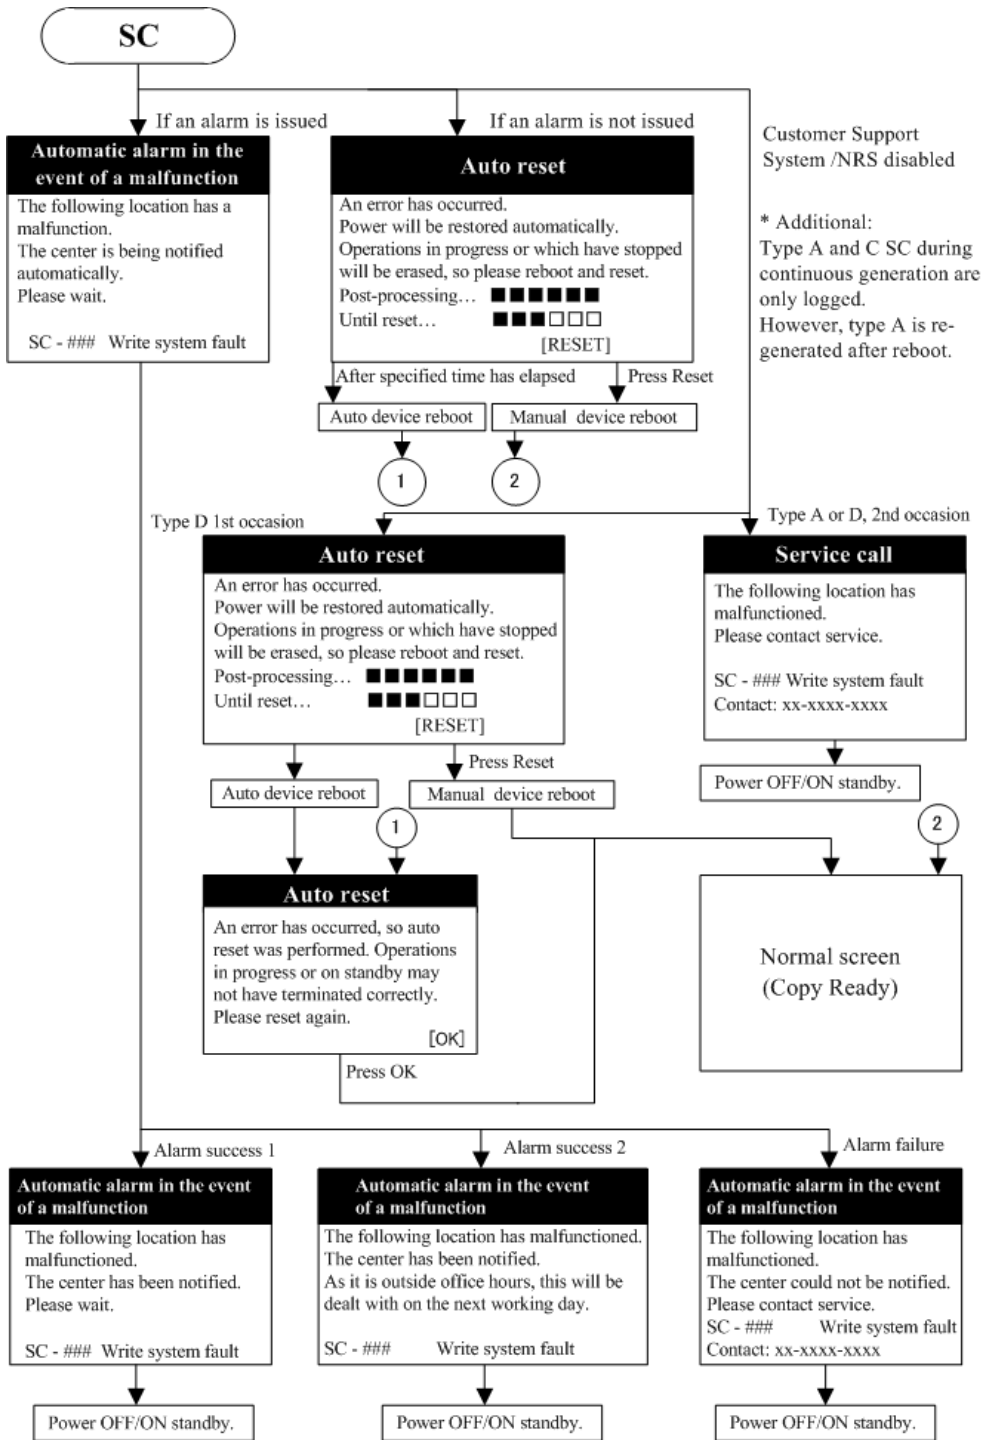 SC
If an alarm is issued
If an alarm is not issued
Customer Support
System /NRS disabled
Automatic alarm in the
event of a malfunction
The following location has a
malfunction.
The center is being notified
automatically.
Please wait.
SC - ### Write system fault
Auto reset
An error has occurred.
Power will be restored automatically.
Operations in progress or which have stopped
will be erased, so please reboot and reset.
Post-processing… ■■■■■■
Until reset… ■■■□□□
[RESET]
* Additional:
Type A and C SC during
continuous generation are
only logged.
However, type A is re-
generated after reboot.
After specified time has elapsed
Press Reset
Auto device reboot
Manual device reboot
1
2
Type D 1st occasion
Type A or D, 2nd occasion
Auto reset
An error has occurred.
Power will be restored automatically.
Operations in progress or which have stopped
will be erased, so please reboot and reset.
Post-processing… ■■■■■■
Until reset… ■■■□□□
[RESET]
Service call
The following location has
malfunctioned.
Please contact service.
SC - ### Write system fault
Contact: xx-xxxx-xxxx
Press Reset
Auto device reboot
Manual device reboot
Power OFF/ON standby.
1
2
Auto reset
An error has occurred, so auto
reset was performed. Operations
in progress or on standby may
not have terminated correctly.
Please reset again.
[OK]
Normal screen
(Copy Ready)
Press OK
Alarm success 1
Alarm success 2
Alarm failure
Automatic alarm in the event
of a malfunction
The following location has
malfunctioned.
The center has been notified.
Please wait.
SC - ### Write system fault
Automatic alarm in the event
of a malfunction
The following location has malfunctioned.
The center has been notified.
As it is outside office hours, this will be
dealt with on the next working day.
SC - ### Write system fault
Automatic alarm in the event
of a malfunction
The following location has
malfunctioned.
The center could not be notified.
Please contact service.
SC - ### Write system fault
Contact: xx-xxxx-xxxx
Power OFF/ON standby.
Power OFF/ON standby.
Power OFF/ON standby.